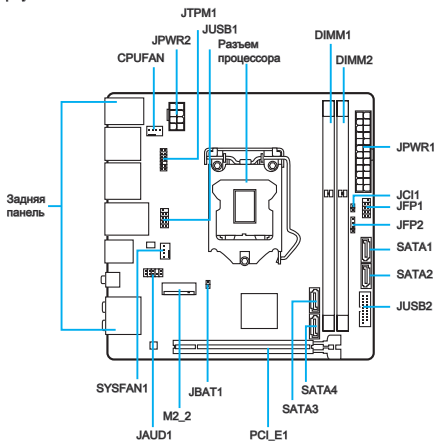 JTPM1
JUSB1
JPWR2
Разъем
процессора
DIMM1
DIMM2
CPUFAN
JPWR1
JCI1
JFP1
JFP2
Задняя
панель
SATA1
SATA2
JUSB2
SYSFAN1
JBAT1
SATA4
SATA3
M2_2
JAUD1
PCI_E1